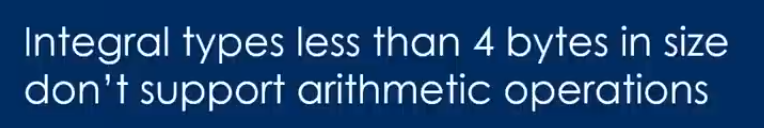 Integral types less than 4 bytes in size
don't support arithmetic operations